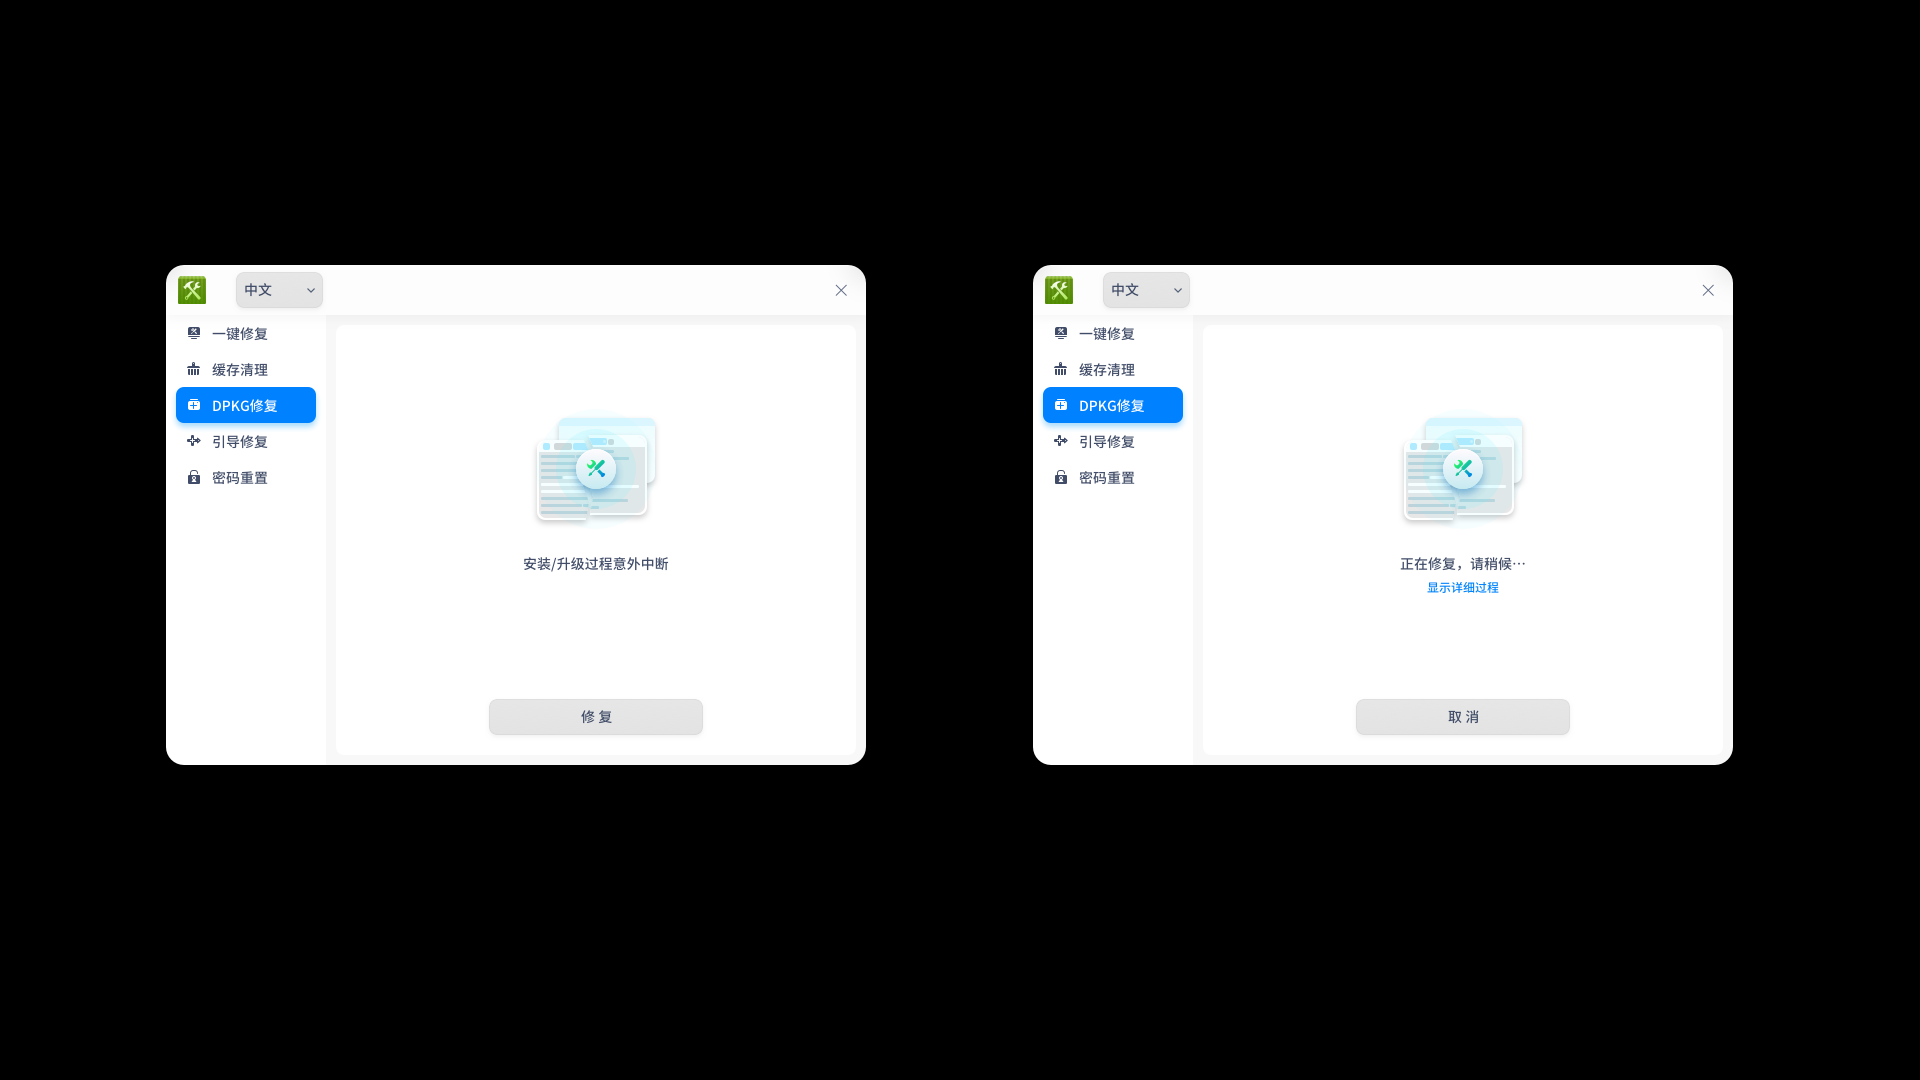 中文
一键修复
缓存清理
DPKG修复
引导修复
密码重置
安装/升级过程意外中断
修 复
中文
一键修复
缓存清理
DPKG修复
引导修复
密码重置
正在修复，请稍候…
显示详细过程
取 消